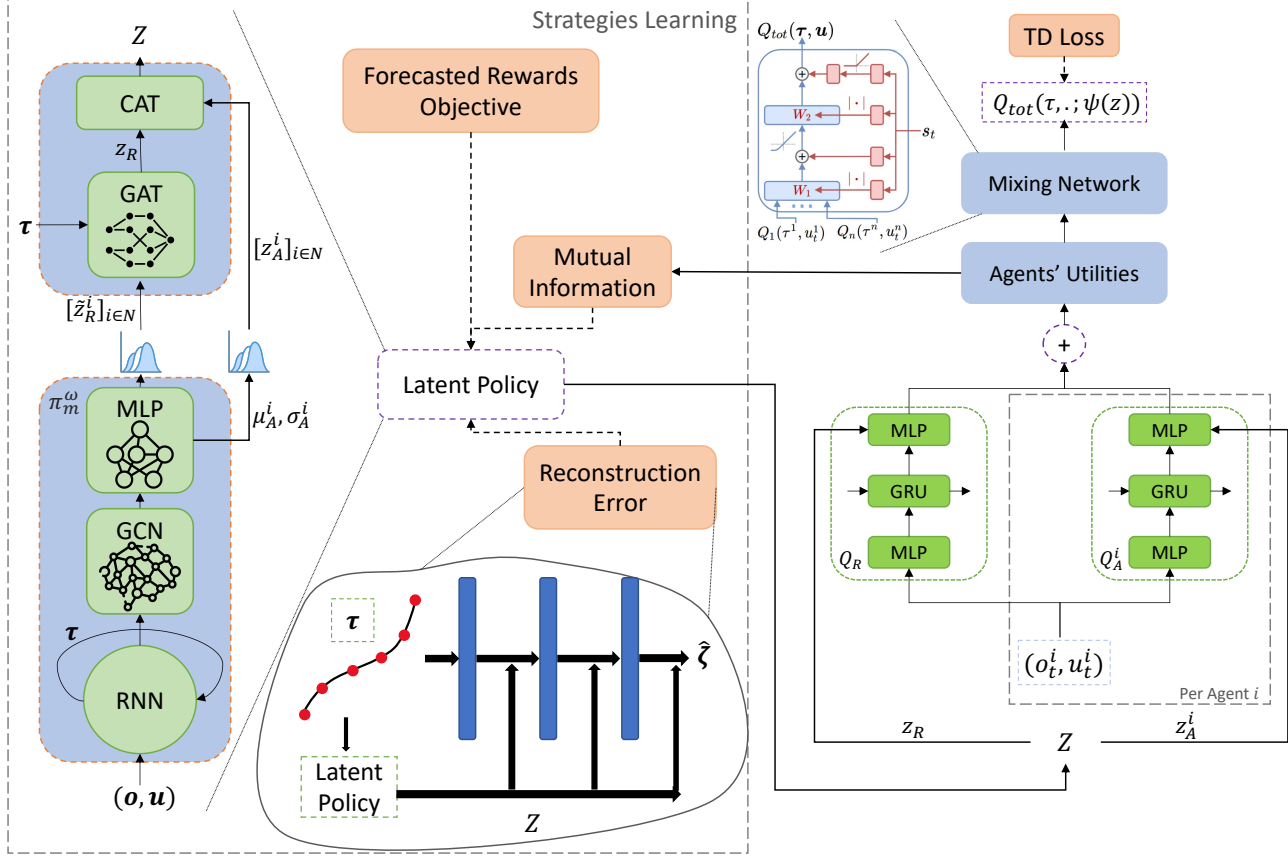 Strategies Learning
Z
CAT
z_R
GAT
τ
[z_A^i]_{i∈N}
[z̃_R^i]_{i∈N}
π_m^ω
MLP
μ_A^i, σ_A^i
GCN
τ
RNN
(o, u)
Forecasted Rewards
Objective
Mutual
Information
Latent Policy
Reconstruction
Error
τ
ζ̂
Latent
Policy
Z
Q_tot(τ, u)
W_2
|·|
s_t
W_1
|·|
Q_1(τ^1, u_t^1)
Q_n(τ^n, u_t^n)
TD Loss
Q_tot(τ,.; ψ(z))
Mixing Network
Agents' Utilities
+
MLP
GRU
MLP
Q_R
MLP
GRU
MLP
Q_A^i
(o_t^i, u_t^i)
Per Agent i
z_R
Z
z_A^i